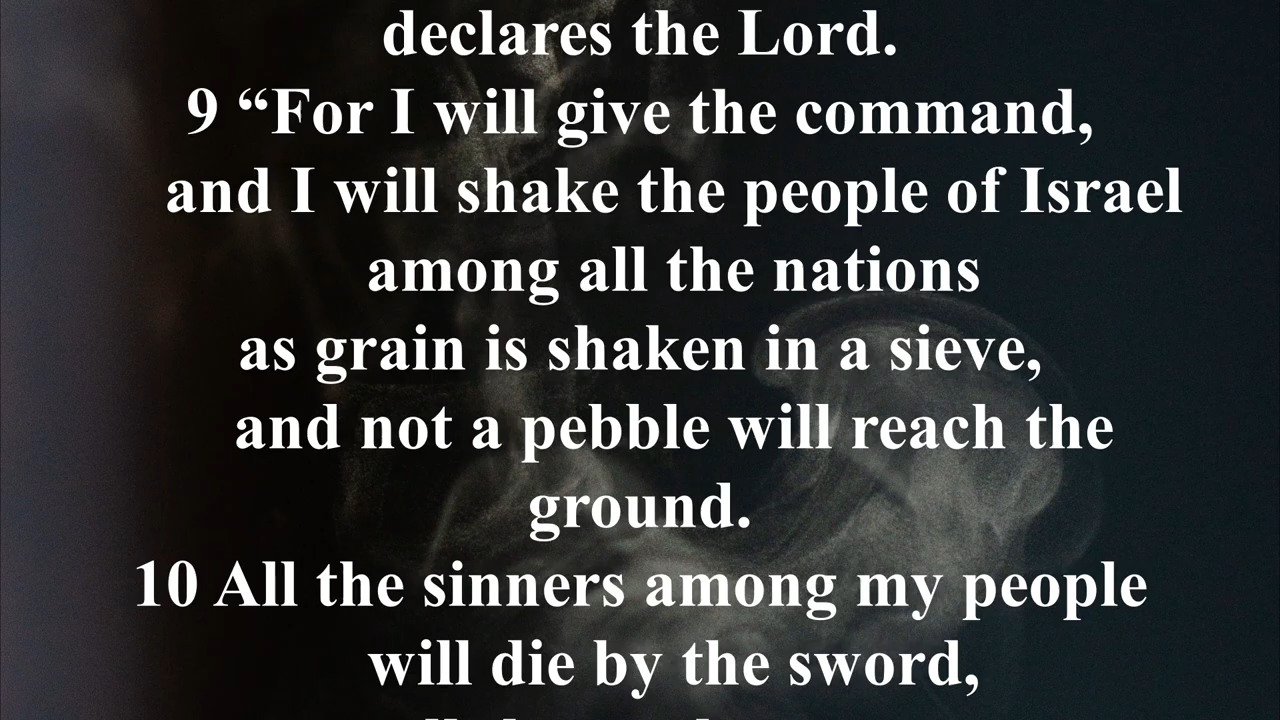 declares the Lord.
9 “For I will give the command,
and I will shake the people of Israel
among all the nations
as grain is shaken in a sieve,
and not a pebble will reach the
ground.
10 All the sinners among my people
will die by the sword,